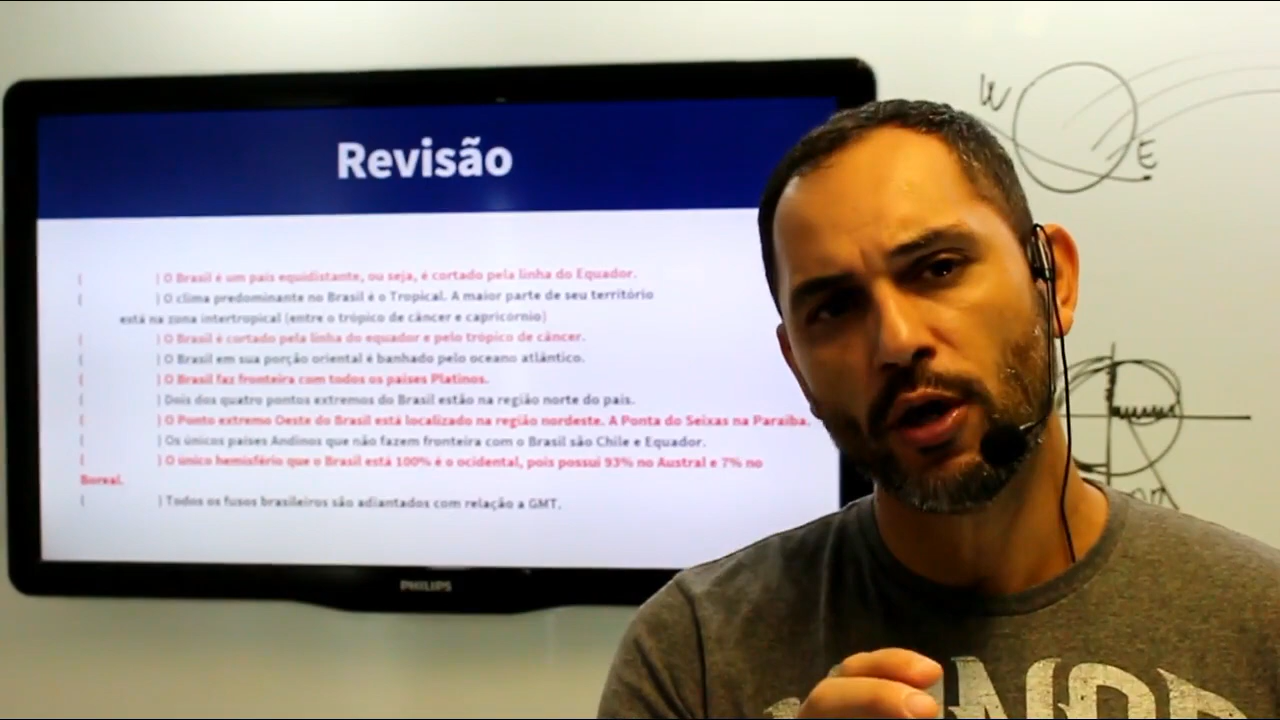 Revisão
( ) O Brasil é um país equidistante, ou seja, é cortado pela linha do Equador.
( ) O clima predominante no Brasil é o Tropical. A maior parte de seu território
está na zona intertropical (entre o trópico de câncer e capricornio)
( ) O Brasil é cortado pela linha do equador e pelo trópico de câncer.
( ) O Brasil em sua porção oriental é banhado pelo oceano atlântico.
( ) O Brasil faz fronteira com todos os países Platinos.
( ) Dois dos quatro pontos extremos do Brasil estão na região norte do país.
( ) O Ponto extremo Oeste do Brasil está localizado na região nordeste. A Ponta do Seixas na Paraíba.
( ) Os únicos países Andinos que não fazem fronteira com o Brasil são Chile e Equador.
( ) O único hemisfério que o Brasil está 100% é o ocidental, pois possui 93% no Austral e 7% no
Boreal.
( ) Todos os fusos brasileiros são adiantados com relação a GMT.
PHILIPS
W
E